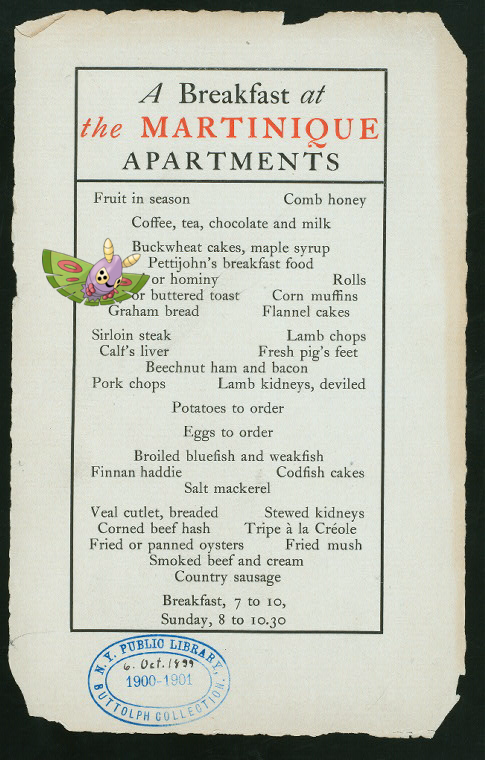 A Breakfast at
the MARTINIQUE
APARTMENTS
Fruit in season Comb honey
Coffee, tea, chocolate and milk
Buckwheat cakes, maple syrup
Pettijohn's breakfast food
or hominy Rolls
or buttered toast Corn muffins
Graham bread Flannel cakes
Sirloin steak Lamb chops
Calf's liver Fresh pig's feet
Beechnut ham and bacon
Pork chops Lamb kidneys, deviled
Potatoes to order
Eggs to order
Broiled bluefish and weakfish
Finnan haddie Codfish cakes
Salt mackerel
Veal cutlet, breaded Stewed kidneys
Corned beef hash Tripe à la Créole
Fried or panned oysters Fried mush
Smoked beef and cream
Country sausage
Breakfast, 7 to 10,
Sunday, 8 to 10.30
N.Y. PUBLIC LIBRARY,
6. Oct. 1899
1900-1901
BUTTOLPH COLLECTION.